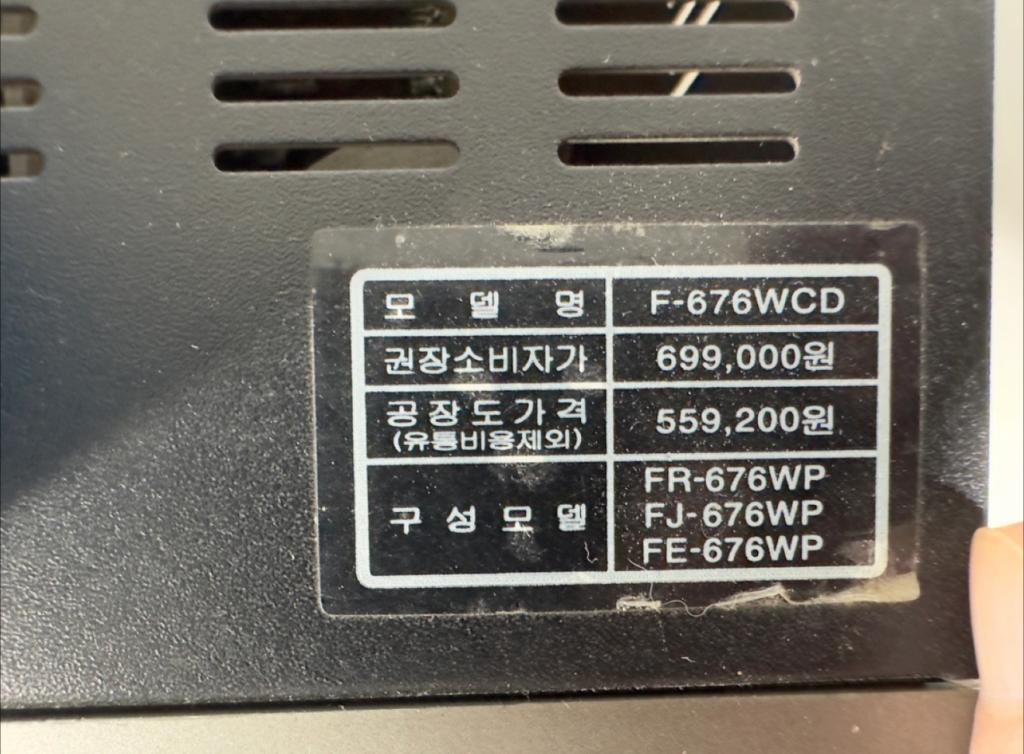 모델명 F-676WCD
권장소비자가 699,000원
공장도가격 559,200원
(유통비용제외)
구성모델 FR-676WP
FJ-676WP
FE-676WP